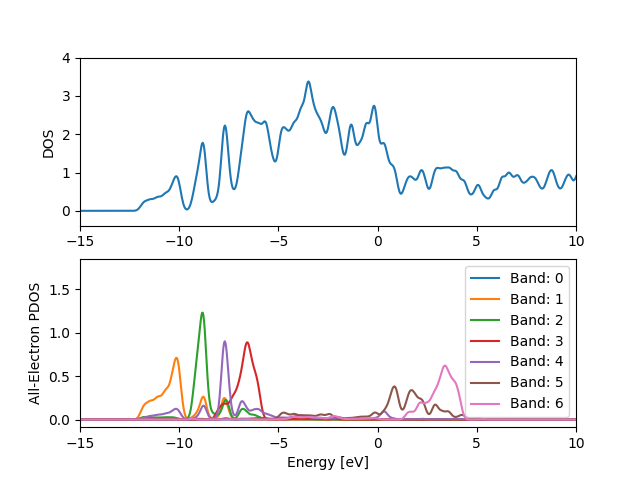 4
3
2
1
0
DOS
−15 −10 −5 0 5 10
1.5
1.0
0.5
0.0
All-Electron PDOS
Band: 0
Band: 1
Band: 2
Band: 3
Band: 4
Band: 5
Band: 6
−15 −10 −5 0 5 10
Energy [eV]